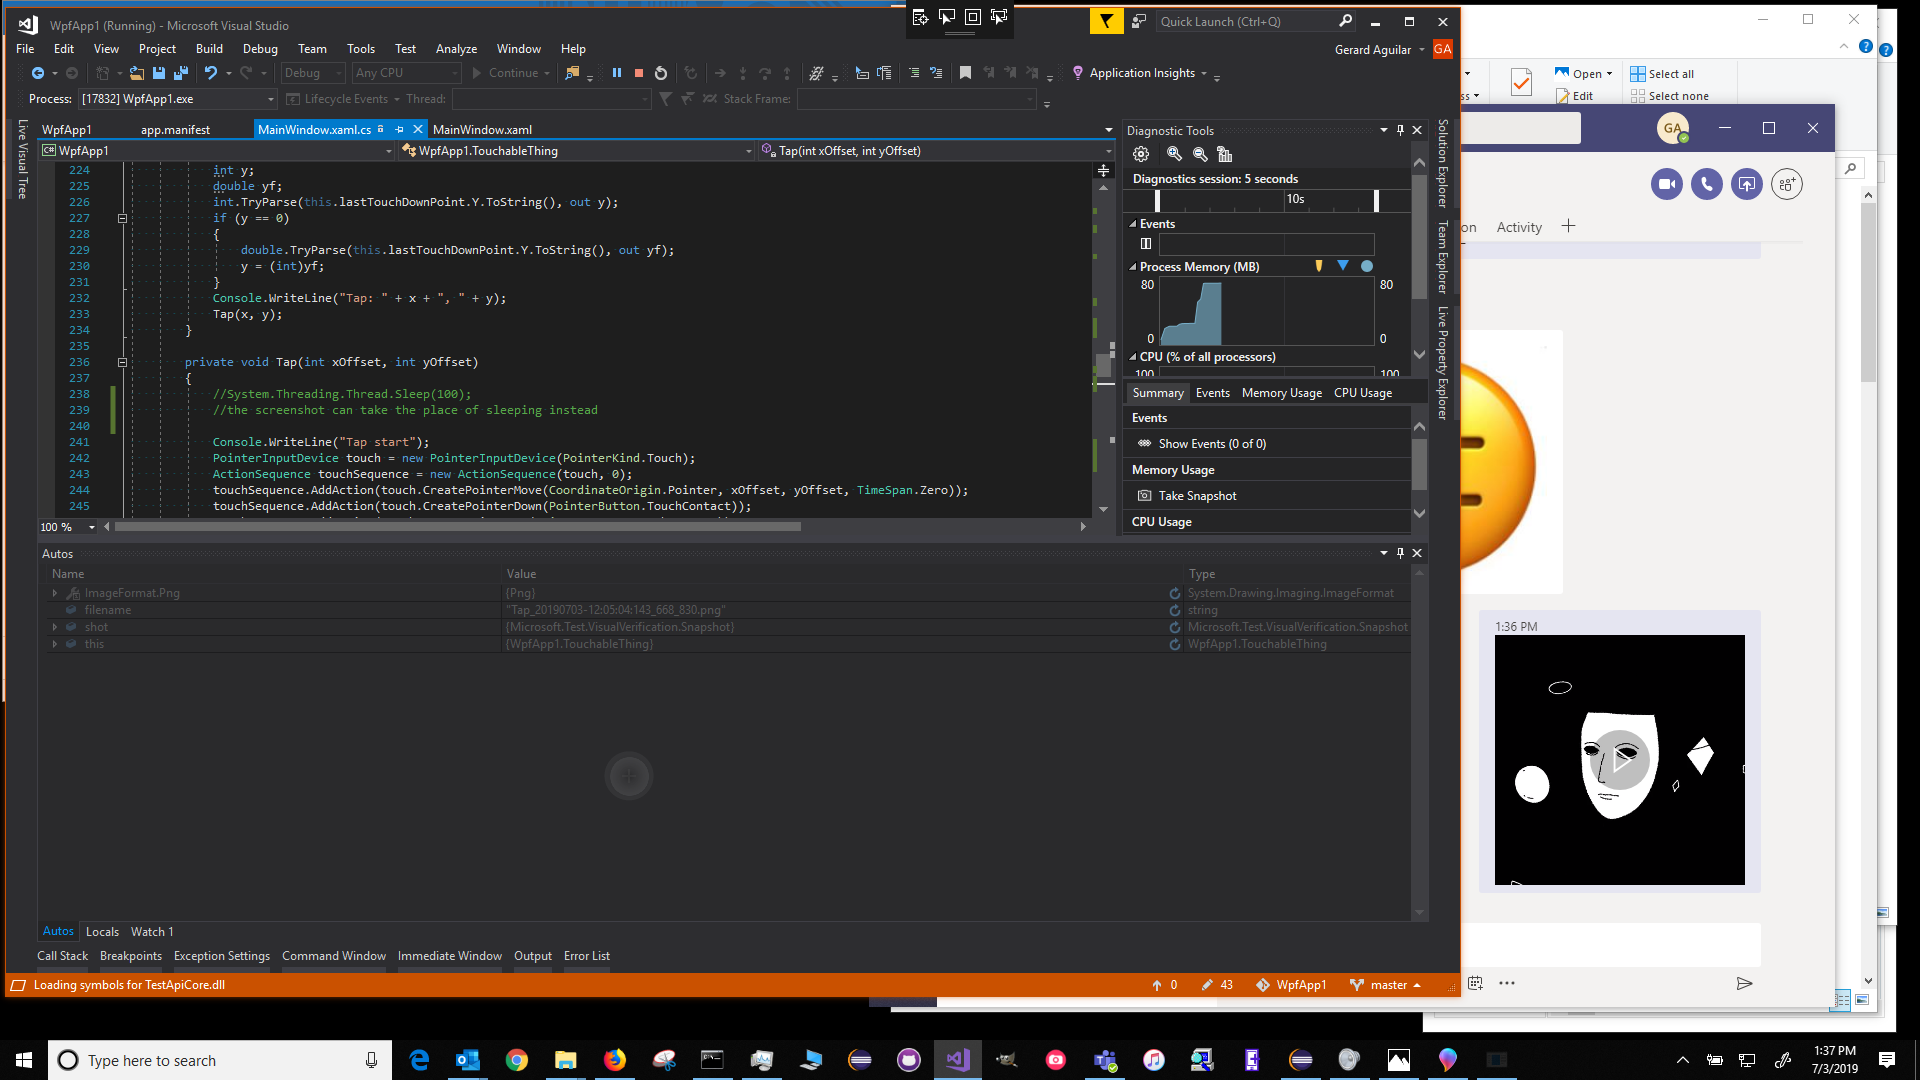 WpfApp1 (Running) - Microsoft Visual Studio
Quick Launch (Ctrl+Q)
File Edit View Project Build Debug Team Tools Test Analyze Window Help
Gerard Aguilar GA
Debug Any CPU Continue Application Insights
Process: [17832] WpfApp1.exe Lifecycle Events Thread: Stack Frame:
WpfApp1 app.manifest MainWindow.xaml.cs MainWindow.xaml
WpfApp1 WpfApp1.TouchableThing Tap(int xOffset, int yOffset)
Live Visual Tree
224 int y;
225 double yf;
226 int.TryParse(this.lastTouchDownPoint.Y.ToString(), out y);
227 if (y == 0)
228 {
229 double.TryParse(this.lastTouchDownPoint.Y.ToString(), out yf);
230 y = (int)yf;
231 }
232 Console.WriteLine("Tap: " + x + ", " + y);
233 Tap(x, y);
234 }
235
236 private void Tap(int xOffset, int yOffset)
237 {
238 //System.Threading.Thread.Sleep(100);
239 //the screenshot can take the place of sleeping instead
240
241 Console.WriteLine("Tap start");
242 PointerInputDevice touch = new PointerInputDevice(PointerKind.Touch);
243 ActionSequence touchSequence = new ActionSequence(touch, 0);
244 touchSequence.AddAction(touch.CreatePointerMove(CoordinateOrigin.Pointer, xOffset, yOffset, TimeSpan.Zero));
245 touchSequence.AddAction(touch.CreatePointerDown(PointerButton.TouchContact));
100 %
Diagnostic Tools
Diagnostics session: 5 seconds
10s
Events
Process Memory (MB)
80 80
0 0
CPU (% of all processors)
100 100
Summary Events Memory Usage CPU Usage
Events
Show Events (0 of 0)
Memory Usage
Take Snapshot
CPU Usage
Solution Explorer
Team Explorer
Live Property Explorer
Autos
Name Value Type
ImageFormat.Png {Png} System.Drawing.Imaging.ImageFormat
filename "Tap_20190703-12:05:04:143_668_830.png" string
shot {Microsoft.Test.VisualVerification.Snapshot} Microsoft.Test.VisualVerification.Snapshot
this {WpfApp1.TouchableThing} WpfApp1.TouchableThing
Autos Locals Watch 1
Call Stack Breakpoints Exception Settings Command Window Immediate Window Output Error List
Loading symbols for TestApiCore.dll 0 43 WpfApp1 master
Open Select all
Edit Select none
GA
Activity
1:36 PM
Type here to search
1:37 PM
7/3/2019